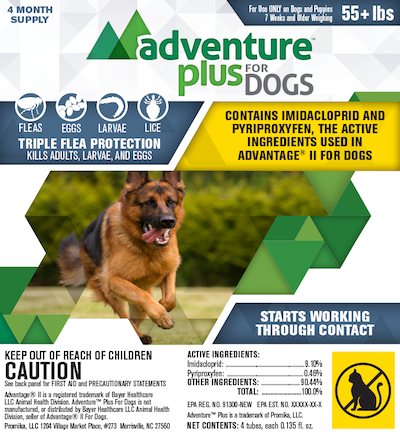 4 MONTH
SUPPLY
For Use ONLY on Dogs and Puppies
7 Weeks and Older Weighing
55+ lbs
adventure™
plus FOR
DOGS
FLEAS EGGS LARVAE LICE
TRIPLE FLEA PROTECTION
KILLS ADULTS, LARVAE, AND EGGS
CONTAINS IMIDACLOPRID AND
PYRIPROXYFEN, THE ACTIVE
INGREDIENTS USED IN
ADVANTAGE® II FOR DOGS
STARTS WORKING
THROUGH CONTACT
KEEP OUT OF REACH OF CHILDREN
CAUTION
See back panel for FIRST AID and PRECAUTIONARY STATEMENTS
Advantage® II is a registered trademark of Bayer Healthcare
LLC Animal Health Division. Adventure™ Plus For Dogs is not
manufactured, or distributed by Bayer Healthcare LLC Animal Health
Division, seller of Advantage® II For Dogs.
Promika, LLC 1204 Village Market Place, #273 Morrisville, NC 27560
ACTIVE INGREDIENTS:
Imidacloprid: 9.10%
Pyriproxyfen: 0.46%
OTHER INGREDIENTS: 90.44%
TOTAL: 100.0%
EPA REG. NO. 91300-NEW EPA EST. NO. XXXXX-XX-X
Adventure™ Plus is a trademark of Promika, LLC.
NET CONTENTS: 4 tubes, each 0.135 fl. oz.